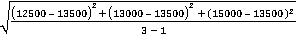 √(((12500 − 13500)² + (13000 − 13500)² + (15000 − 13500)²) / (3 − 1))